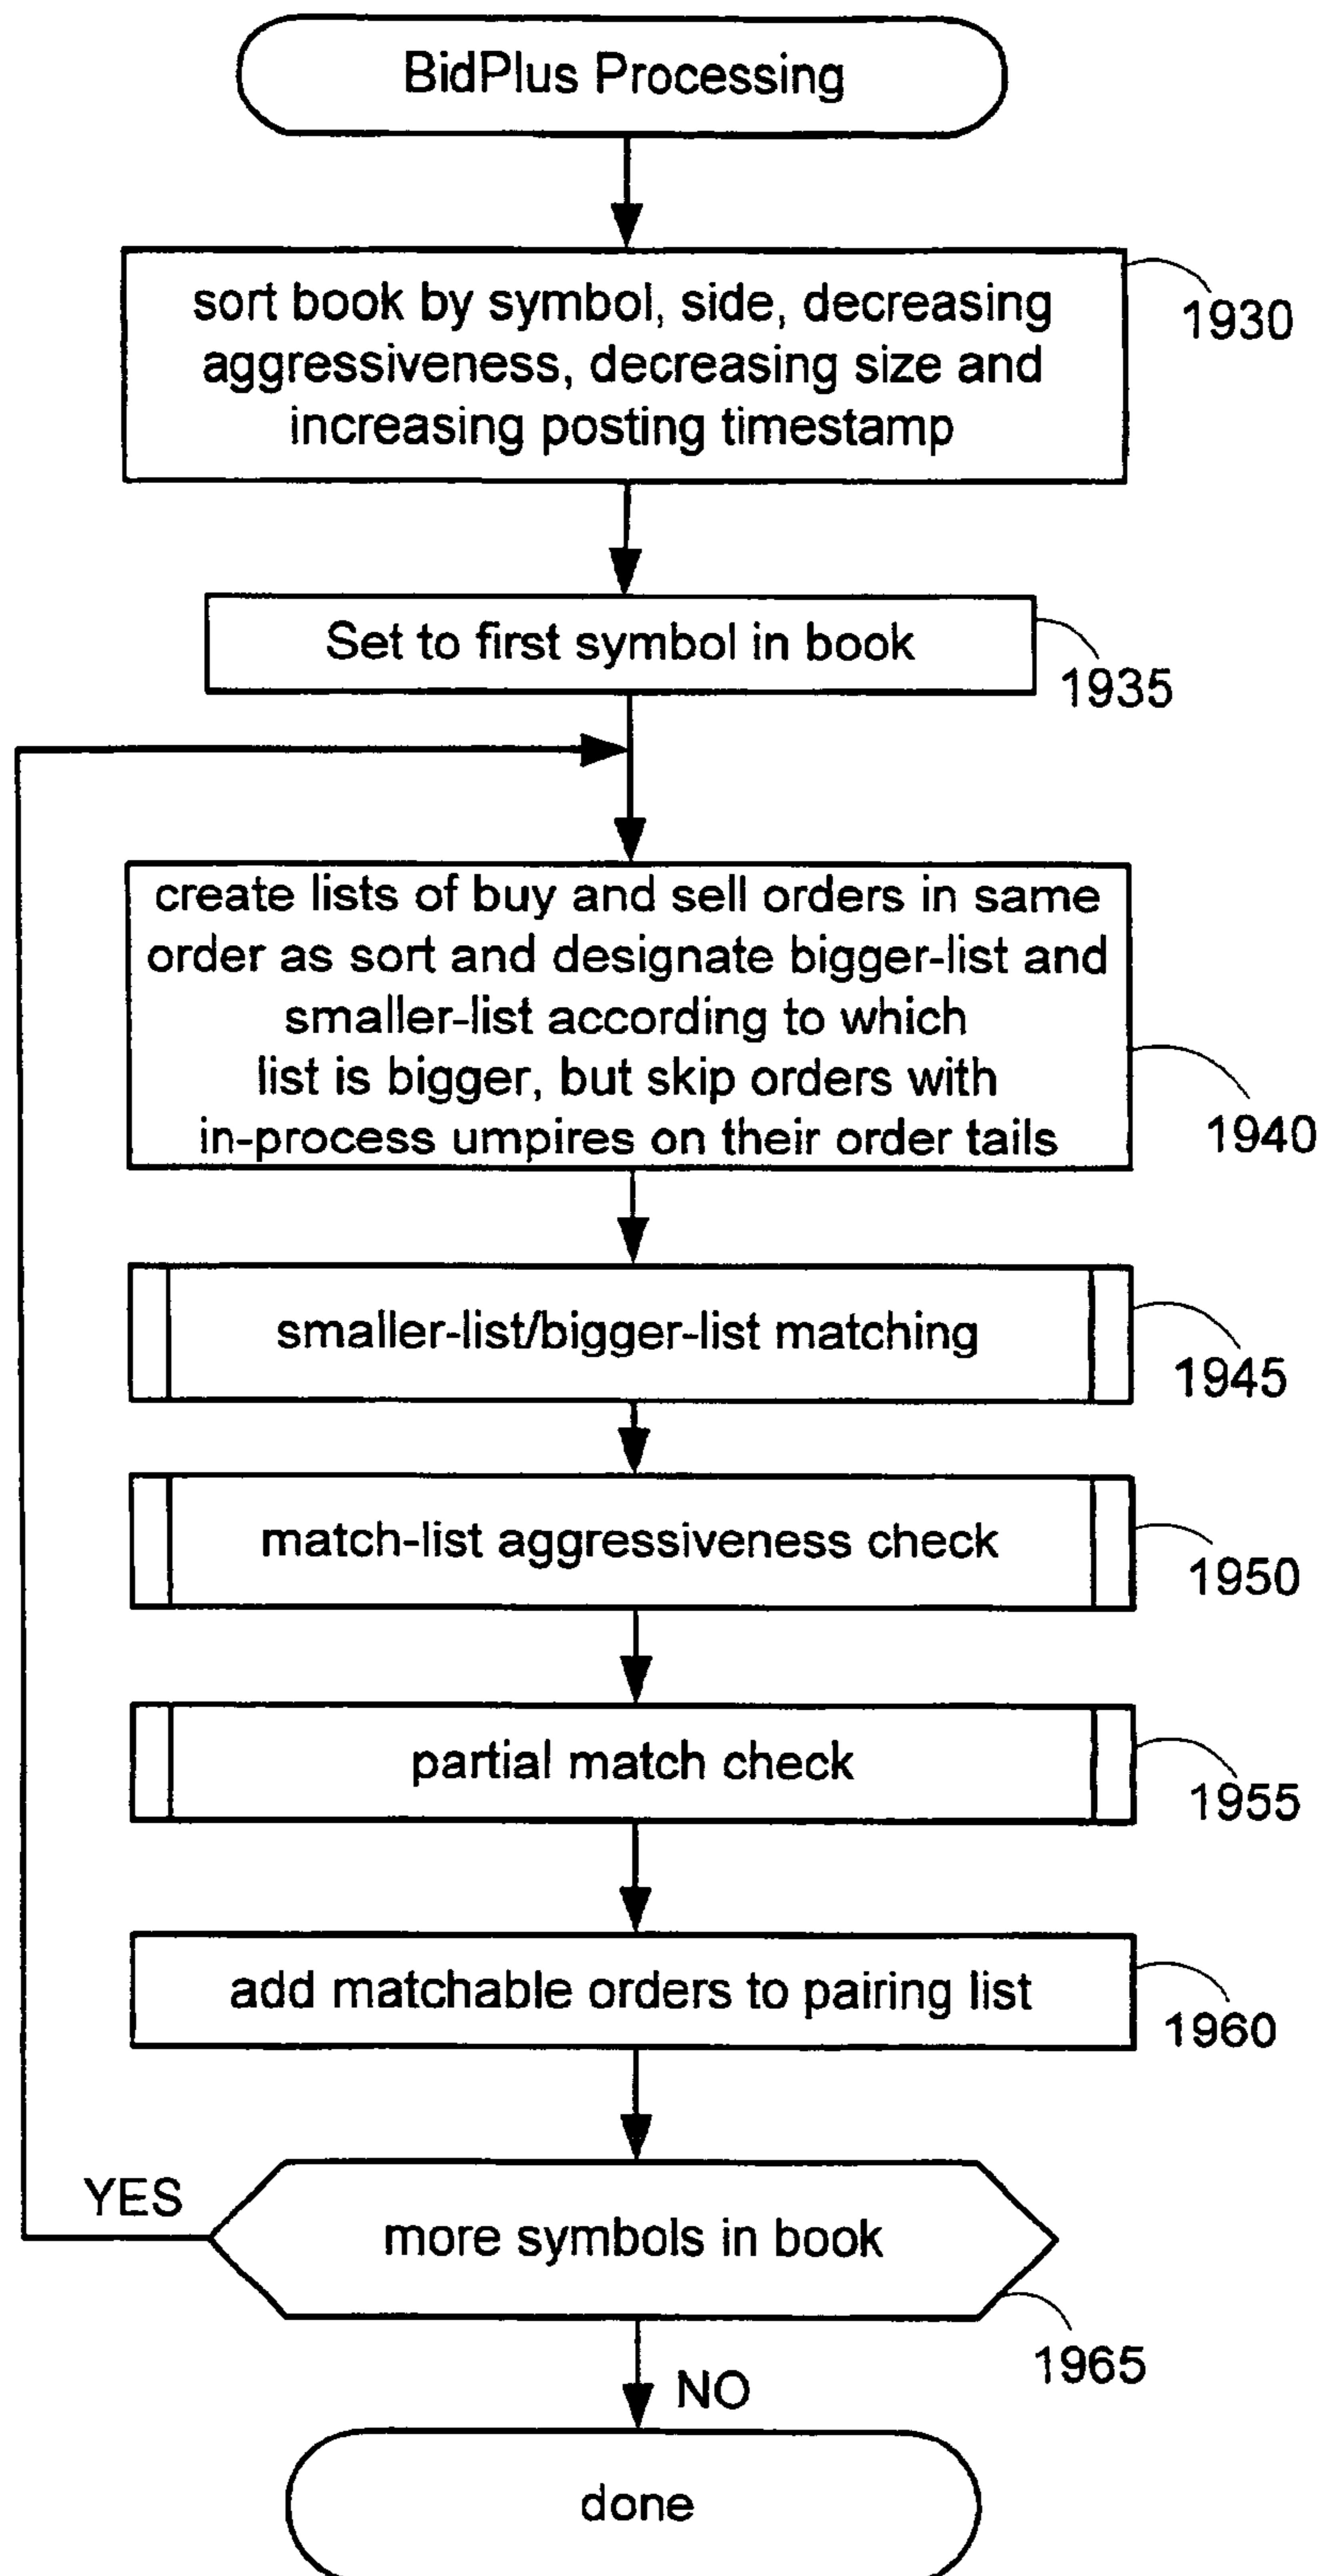 BidPlus Processing
sort book by symbol, side, decreasing
aggressiveness, decreasing size and
increasing posting timestamp
1930
Set to first symbol in book
1935
create lists of buy and sell orders in same
order as sort and designate bigger-list and
smaller-list according to which
list is bigger, but skip orders with
in-process umpires on their order tails
1940
smaller-list/bigger-list matching
1945
match-list aggressiveness check
1950
partial match check
1955
add matchable orders to pairing list
1960
YES
more symbols in book
1965
NO
done